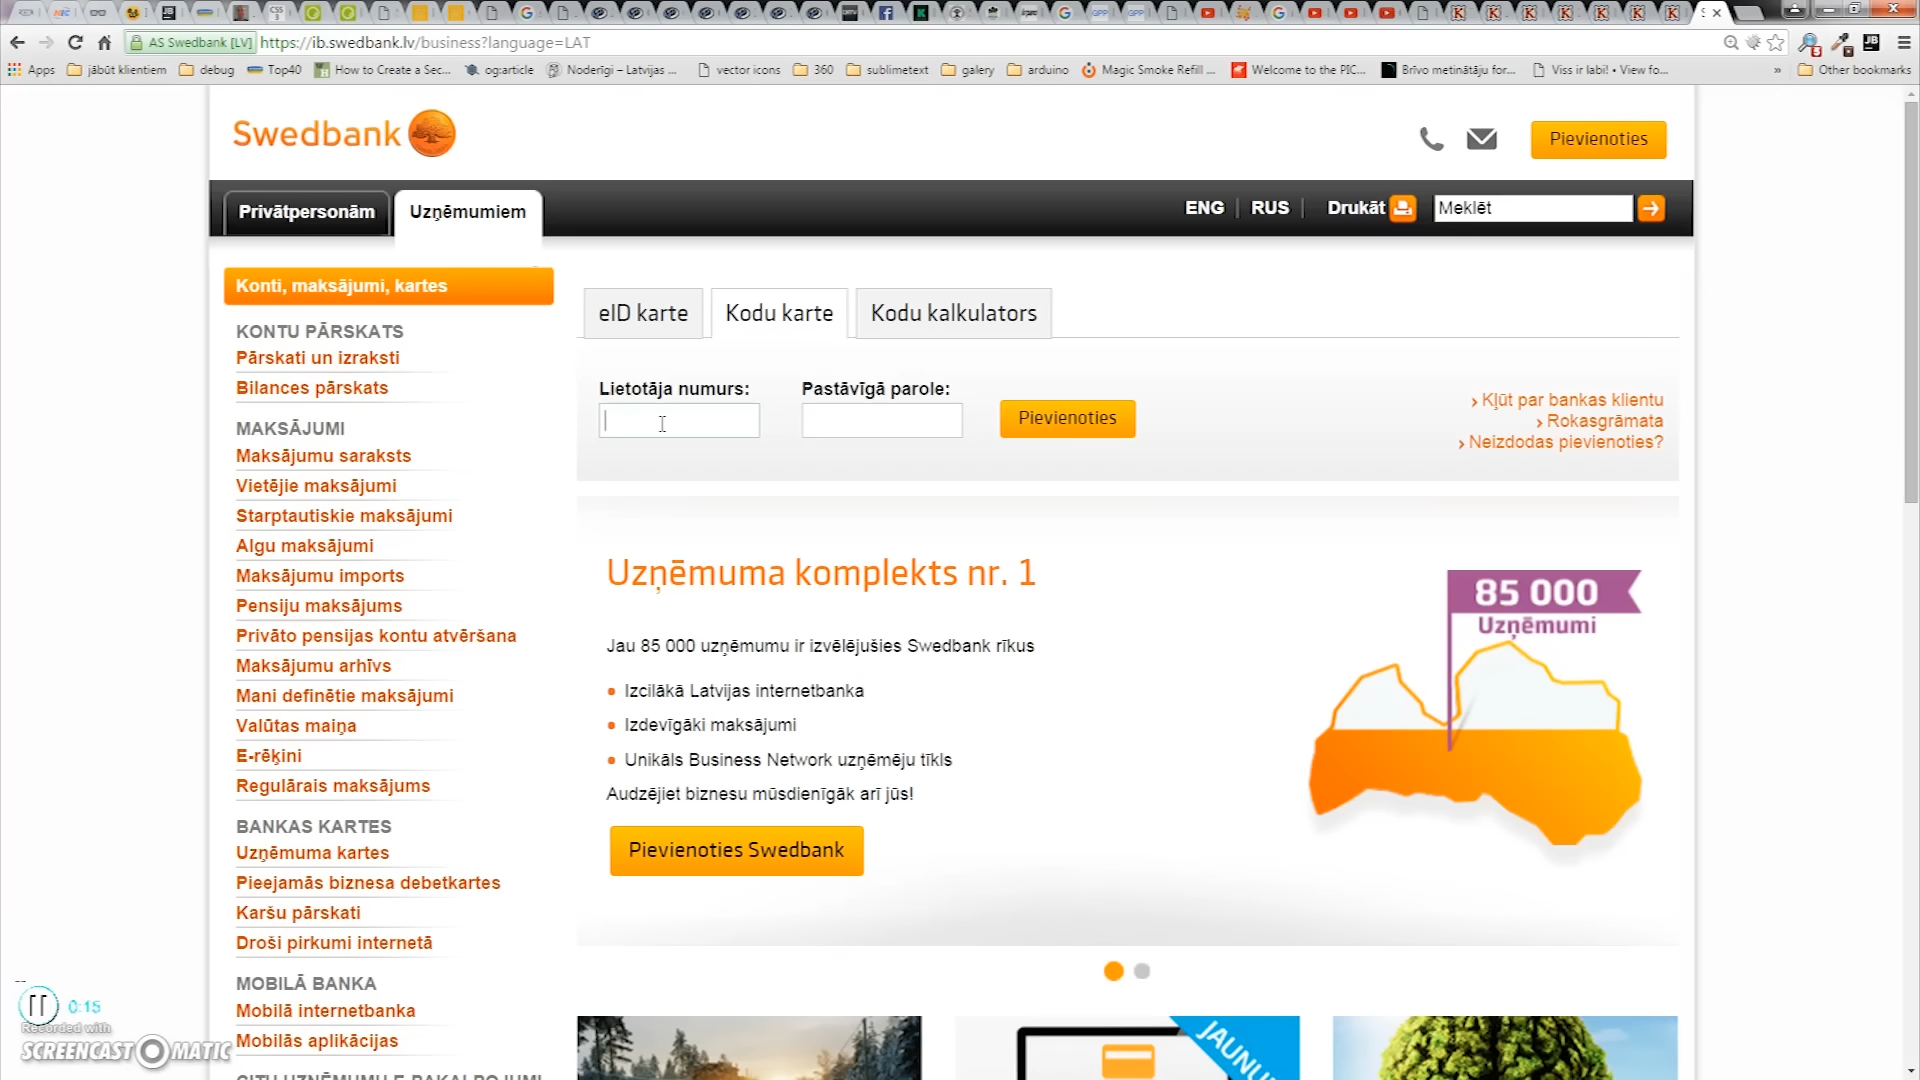 AS Swedbank [LV]
https://ib.swedbank.lv/business?language=LAT
Apps
jābūt klientiem
debug
Top40
How to Create a Sec...
og:article
Noderīgi – Latvijas ...
vector icons
360
sublimetext
galery
arduino
Magic Smoke Refill ...
Welcome to the PIC...
Brīvo metinātāju for...
Viss ir labi! • View fo...
»
Other bookmarks
Swedbank
Pievienoties
Privātpersonām
Uzņēmumiem
ENG
RUS
Drukāt
Meklēt
Konti, maksājumi, kartes
KONTU PĀRSKATS
Pārskati un izraksti
Bilances pārskats
MAKSĀJUMI
Maksājumu saraksts
Vietējie maksājumi
Starptautiskie maksājumi
Algu maksājumi
Maksājumu imports
Pensiju maksājums
Privāto pensijas kontu atvēršana
Maksājumu arhīvs
Mani definētie maksājumi
Valūtas maiņa
E-rēķini
Regulārais maksājums
BANKAS KARTES
Uzņēmuma kartes
Pieejamās biznesa debetkartes
Karšu pārskati
Droši pirkumi internetā
MOBILĀ BANKA
Mobilā internetbanka
Mobilās aplikācijas
eID karte
Kodu karte
Kodu kalkulators
Lietotāja numurs:
Pastāvīgā parole:
Pievienoties
› Kļūt par bankas klientu
› Rokasgrāmata
› Neizdodas pievienoties?
Uzņēmuma komplekts nr. 1
Jau 85 000 uzņēmumu ir izvēlējušies Swedbank rīkus
• Izcilākā Latvijas internetbanka
• Izdevīgāki maksājumi
• Unikāls Business Network uzņēmēju tīkls
Audzējiet biznesu mūsdienīgāk arī jūs!
Pievienoties Swedbank
85 000
Uzņēmumi
0:15
Recorded with
SCREENCAST MATIC